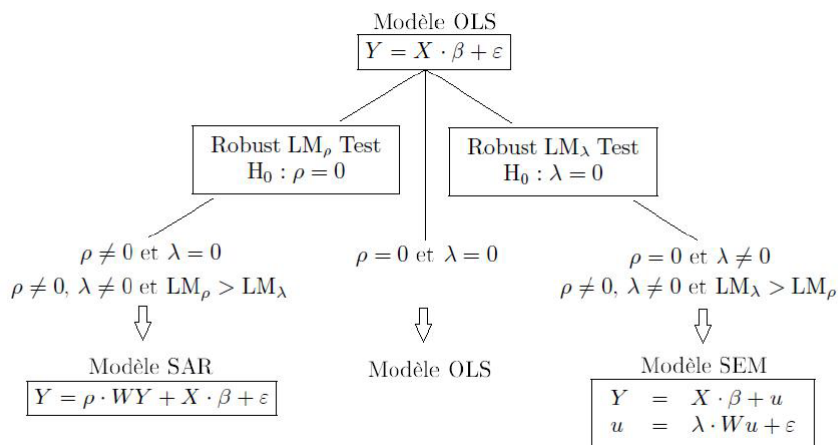 Modèle OLS
Y = X · β + ε
Robust LMρ Test
H0 : ρ = 0
Robust LMλ Test
H0 : λ = 0
ρ ≠ 0 et λ = 0
ρ ≠ 0, λ ≠ 0 et LMρ > LMλ
ρ = 0 et λ = 0
ρ = 0 et λ ≠ 0
ρ ≠ 0, λ ≠ 0 et LMλ > LMρ
Modèle SAR
Y = ρ · WY + X · β + ε
Modèle OLS
Modèle SEM
Y = X · β + u
u = λ · Wu + ε